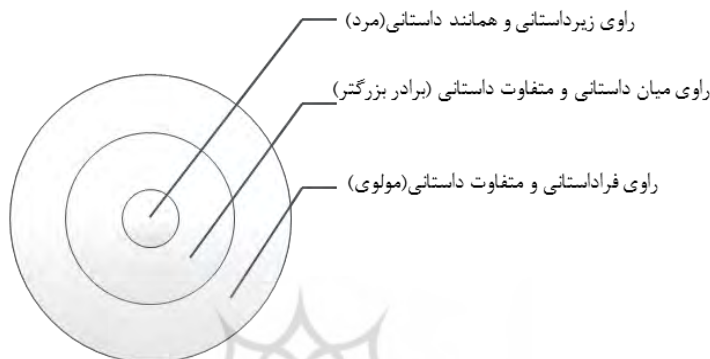 راوی زیرداستانی و همانند داستانی(مرد)
راوی میان داستانی و متفاوت داستانی (برادر بزرگتر)
راوی فراداستانی و متفاوت داستانی(مولوی)